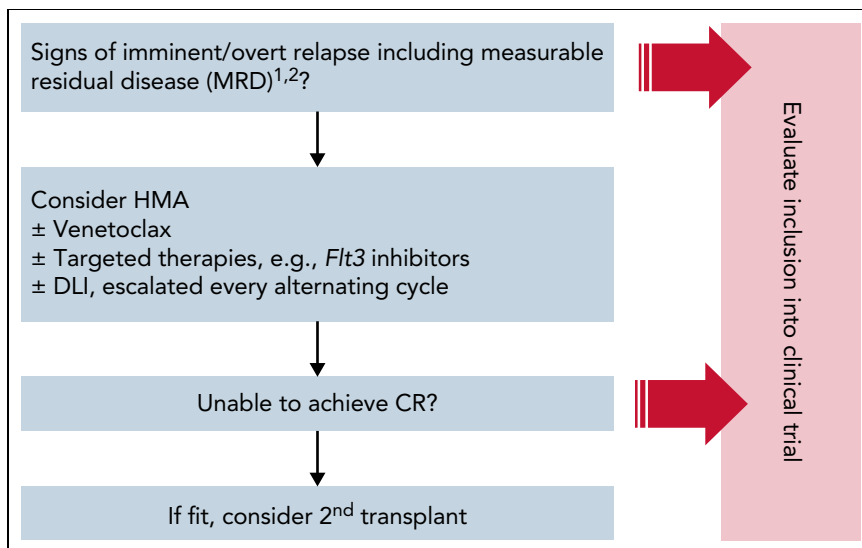 Signs of imminent/overt relapse including measurable
residual disease (MRD)1,2?
Consider HMA
± Venetoclax
± Targeted therapies, e.g., Flt3 inhibitors
± DLI, escalated every alternating cycle
Unable to achieve CR?
If fit, consider 2nd transplant
Evaluate inclusion into clinical trial